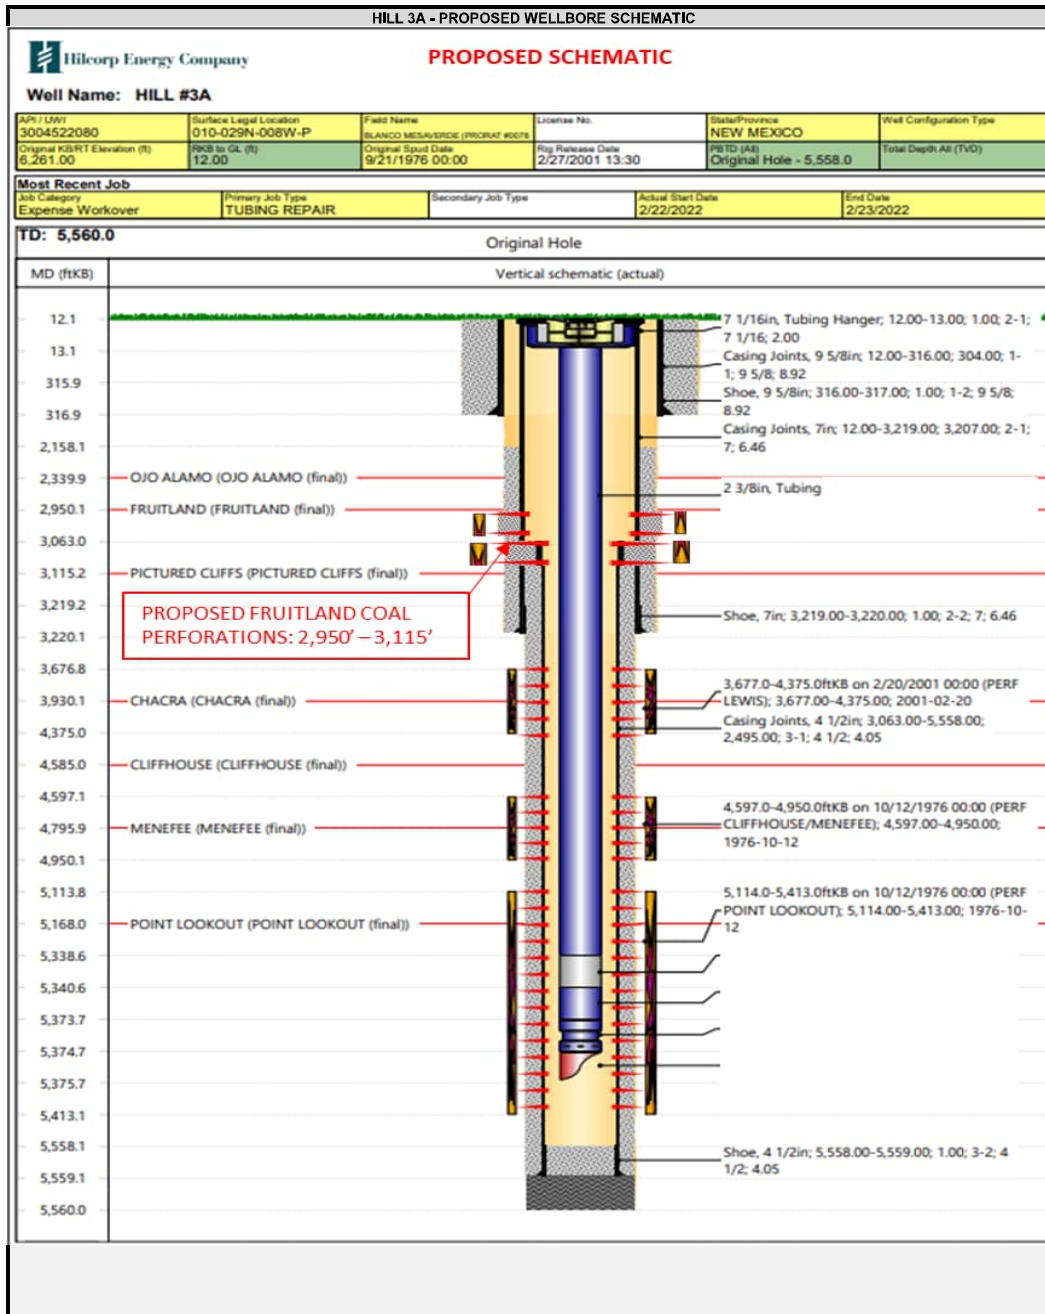 HILL 3A - PROPOSED WELLBORE SCHEMATIC
Hilcorp Energy Company
PROPOSED SCHEMATIC
Well Name: HILL #3A
API / UWI
3004522080
Surface Legal Location
010-029N-008W-P
Field Name
BLANCO MESAVERDE (PRORAT #0078
License No.
State/Province
NEW MEXICO
Well Configuration Type
Original KB/RT Elevation (ft)
6,261.00
RKB to GL (ft)
12.00
Original Spud Date
9/21/1976 00:00
Rig Release Date
2/27/2001 13:30
PBTD (All)
Original Hole - 5,558.0
Total Depth All (TVD)
Most Recent Job
Job Category
Expense Workover
Primary Job Type
TUBING REPAIR
Secondary Job Type
Actual Start Date
2/22/2022
End Date
2/23/2022
TD: 5,560.0
Original Hole
MD (ftKB)
Vertical schematic (actual)
12.1
7 1/16in, Tubing Hanger; 12.00-13.00; 1.00; 2-1;
7 1/16; 2.00
13.1
Casing Joints, 9 5/8in; 12.00-316.00; 304.00; 1-
1; 9 5/8; 8.92
315.9
Shoe, 9 5/8in; 316.00-317.00; 1.00; 1-2; 9 5/8;
8.92
316.9
Casing Joints, 7in; 12.00-3,219.00; 3,207.00; 2-1;
7; 6.46
2,158.1
2,339.9
OJO ALAMO (OJO ALAMO (final))
2 3/8in, Tubing
2,950.1
FRUITLAND (FRUITLAND (final))
3,063.0
3,115.2
PICTURED CLIFFS (PICTURED CLIFFS (final))
PROPOSED FRUITLAND COAL
PERFORATIONS: 2,950’ – 3,115’
3,219.2
Shoe, 7in; 3,219.00-3,220.00; 1.00; 2-2; 7; 6.46
3,220.1
3,676.8
3,677.0-4,375.0ftKB on 2/20/2001 00:00 (PERF
LEWIS); 3,677.00-4,375.00; 2001-02-20
3,930.1
CHACRA (CHACRA (final))
Casing Joints, 4 1/2in; 3,063.00-5,558.00;
2,495.00; 3-1; 4 1/2; 4.05
4,375.0
4,585.0
CLIFFHOUSE (CLIFFHOUSE (final))
4,597.1
4,597.0-4,950.0ftKB on 10/12/1976 00:00 (PERF
CLIFFHOUSE/MENEFEE); 4,597.00-4,950.00;
1976-10-12
4,795.9
MENEFEE (MENEFEE (final))
4,950.1
5,113.8
5,114.0-5,413.0ftKB on 10/12/1976 00:00 (PERF
POINT LOOKOUT); 5,114.00-5,413.00; 1976-10-
12
5,168.0
POINT LOOKOUT (POINT LOOKOUT (final))
5,338.6
5,340.6
5,373.7
5,374.7
5,375.7
5,413.1
5,558.1
Shoe, 4 1/2in; 5,558.00-5,559.00; 1.00; 3-2; 4
1/2; 4.05
5,559.1
5,560.0